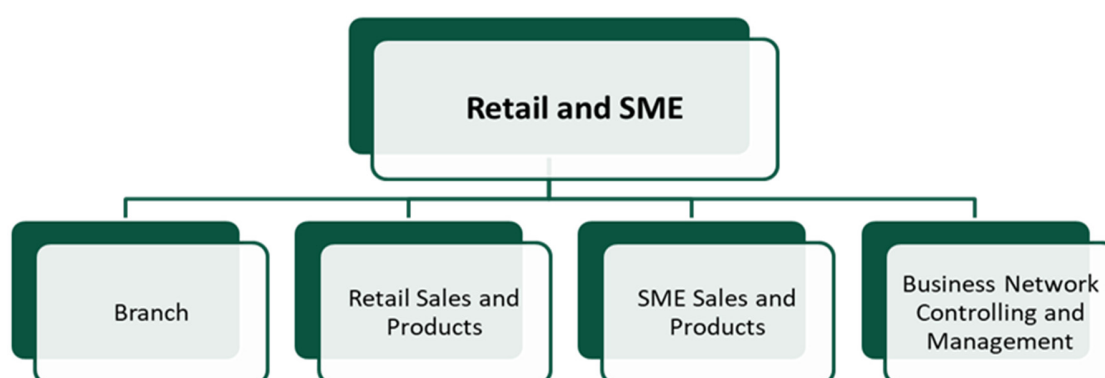 Retail and SME
Branch
Retail Sales and
Products
SME Sales and
Products
Business Network
Controlling and
Management